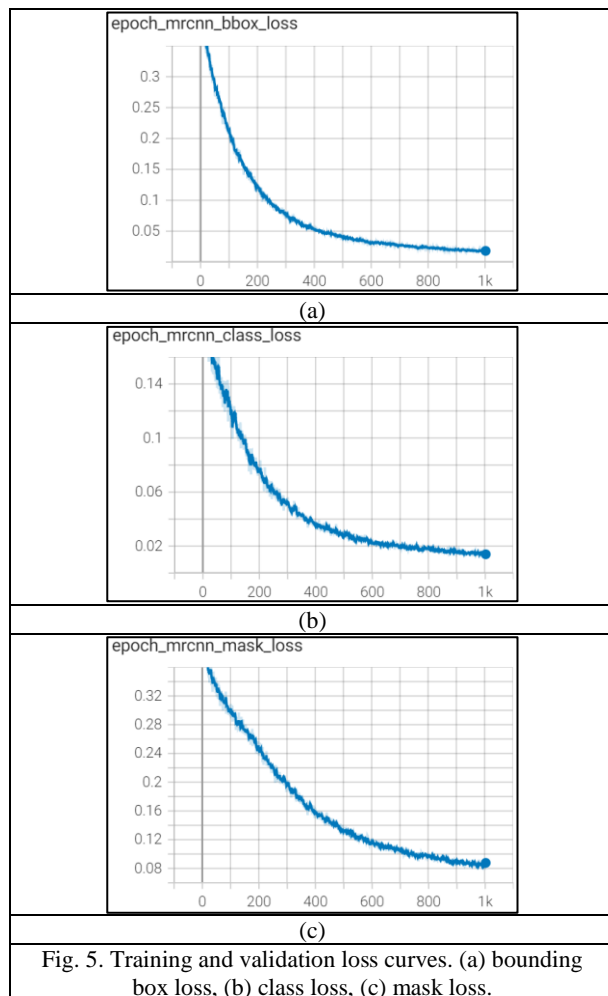 epoch_mrcnn_bbox_loss
0.3
0.2
0.15
0.1
0.05
0 200 400 600 800 1k
(a)
epoch_mrcnn_class_loss
0.14
0.1
0.06
0.02
0 200 400 600 800 1k
(b)
epoch_mrcnn_mask_loss
0.32
0.28
0.24
0.2
0.16
0.12
0.08
0 200 400 600 800 1k
(c)
Fig. 5. Training and validation loss curves. (a) bounding
box loss, (b) class loss, (c) mask loss.